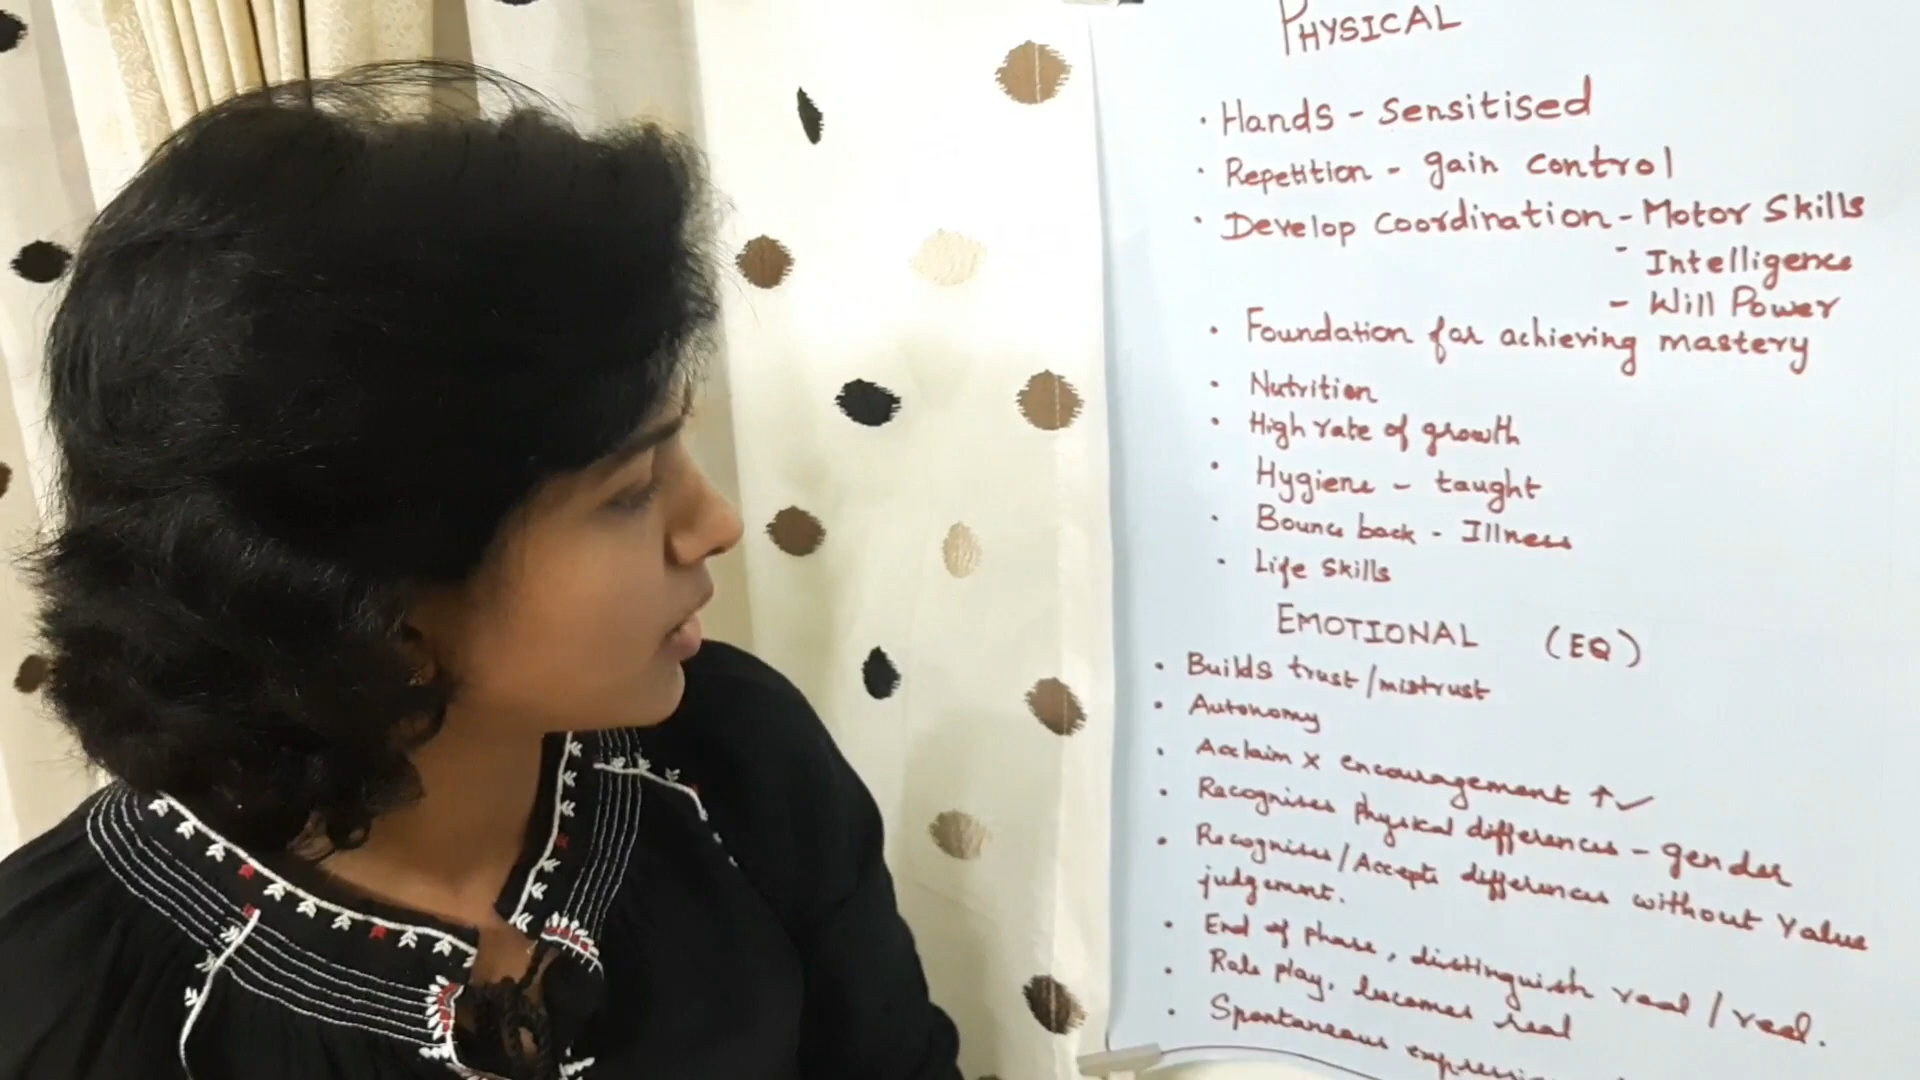 PHYSICAL
· Hands - Sensitised
· Repetition - gain control
· Develop Coordination - Motor Skills
- Intelligence
- Will Power
· Foundation for achieving mastery
· Nutrition
· High rate of growth
· Hygiene - taught
· Bounce back - Illness
· Life Skills
EMOTIONAL (EQ)
· Builds trust/mistrust
· Autonomy
· Acclaim x encouragement ↑✓
· Recognises physical differences - gender
· Recognises/Accepts differences without Value
judgement.
· End of phase, distinguish real / real.
· Role play, becomes real
· Spontaneous